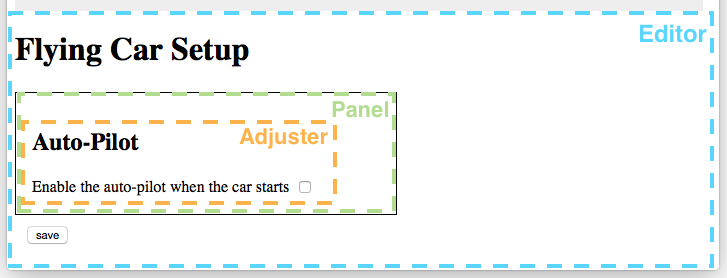 Editor
Flying Car Setup
Panel
Adjuster
Auto-Pilot
Enable the auto-pilot when the car starts
save